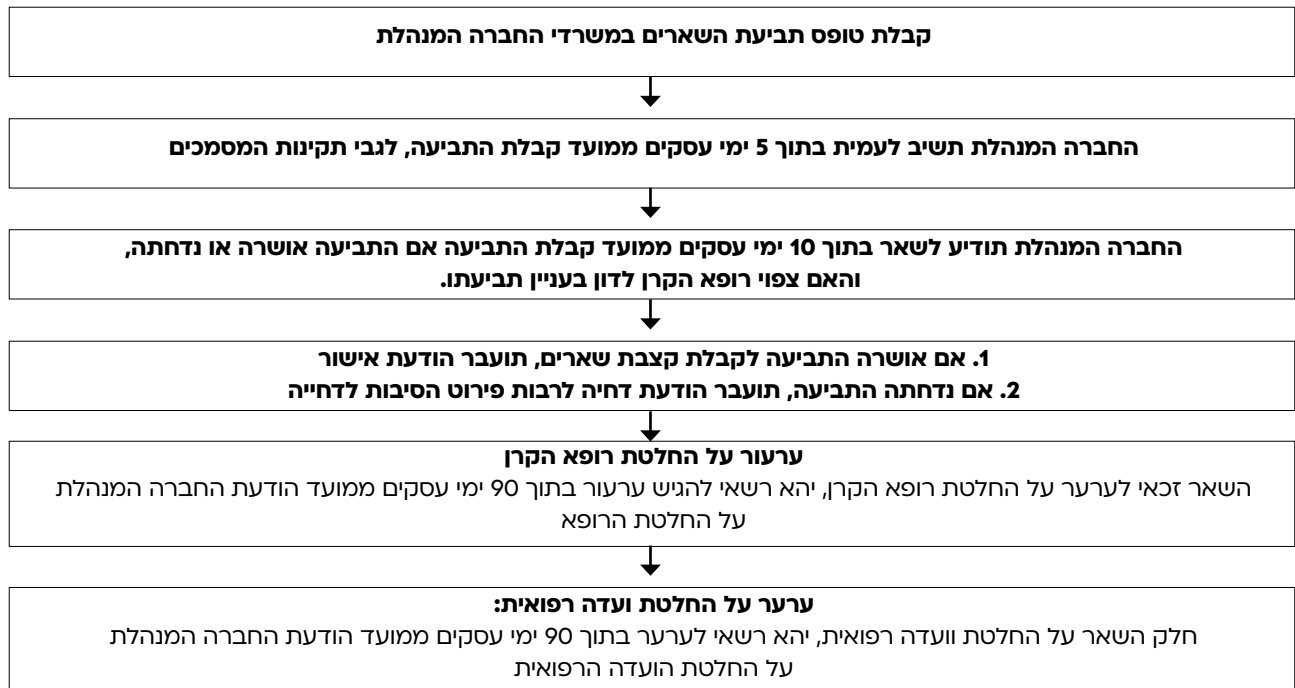 קבלת טופס תביעת השארים במשרדי החברה המנהלת
החברה המנהלת תשיב לעמית בתוך 5 ימי עסקים ממועד קבלת התביעה, לגבי תקינות המסמכים
החברה המנהלת תודיע לשאר בתוך 10 ימי עסקים ממועד קבלת התביעה אם התביעה אושרה או נדחתה,
והאם צפוי רופא הקרן לדון בעניין תביעתו.
1. אם אושרה התביעה לקבלת קצבת שארים, תועבר הודעת אישור
2. אם נדחתה התביעה, תועבר הודעת דחיה לרבות פירוט הסיבות לדחייה
ערעור על החלטת רופא הקרן
השאר זכאי לערער על החלטת רופא הקרן, יהא רשאי להגיש ערעור בתוך 90 ימי עסקים ממועד הודעת החברה המנהלת
על החלטת הרופא
ערער על החלטת ועדה רפואית:
חלק השאר על החלטת וועדה רפואית, יהא רשאי לערער בתוך 90 ימי עסקים ממועד הודעת החברה המנהלת
על החלטת הועדה הרפואית